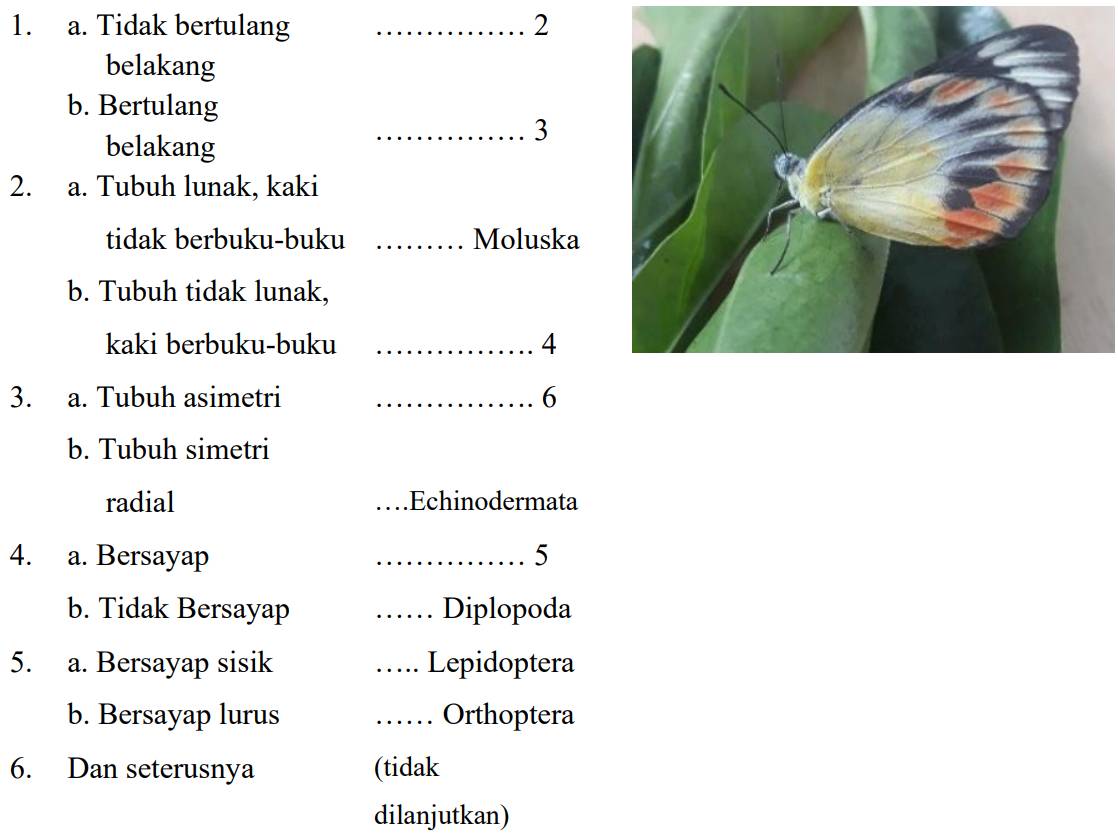 1. a. Tidak bertulang …………… 2
belakang
b. Bertulang
belakang …………… 3
2. a. Tubuh lunak, kaki
tidak berbuku-buku ……… Moluska
b. Tubuh tidak lunak,
kaki berbuku-buku ……………. 4
3. a. Tubuh asimetri ……………. 6
b. Tubuh simetri
radial ….Echinodermata
4. a. Bersayap …………… 5
b. Tidak Bersayap …… Diplopoda
5. a. Bersayap sisik ….. Lepidoptera
b. Bersayap lurus …… Orthoptera
6. Dan seterusnya (tidak
dilanjutkan)